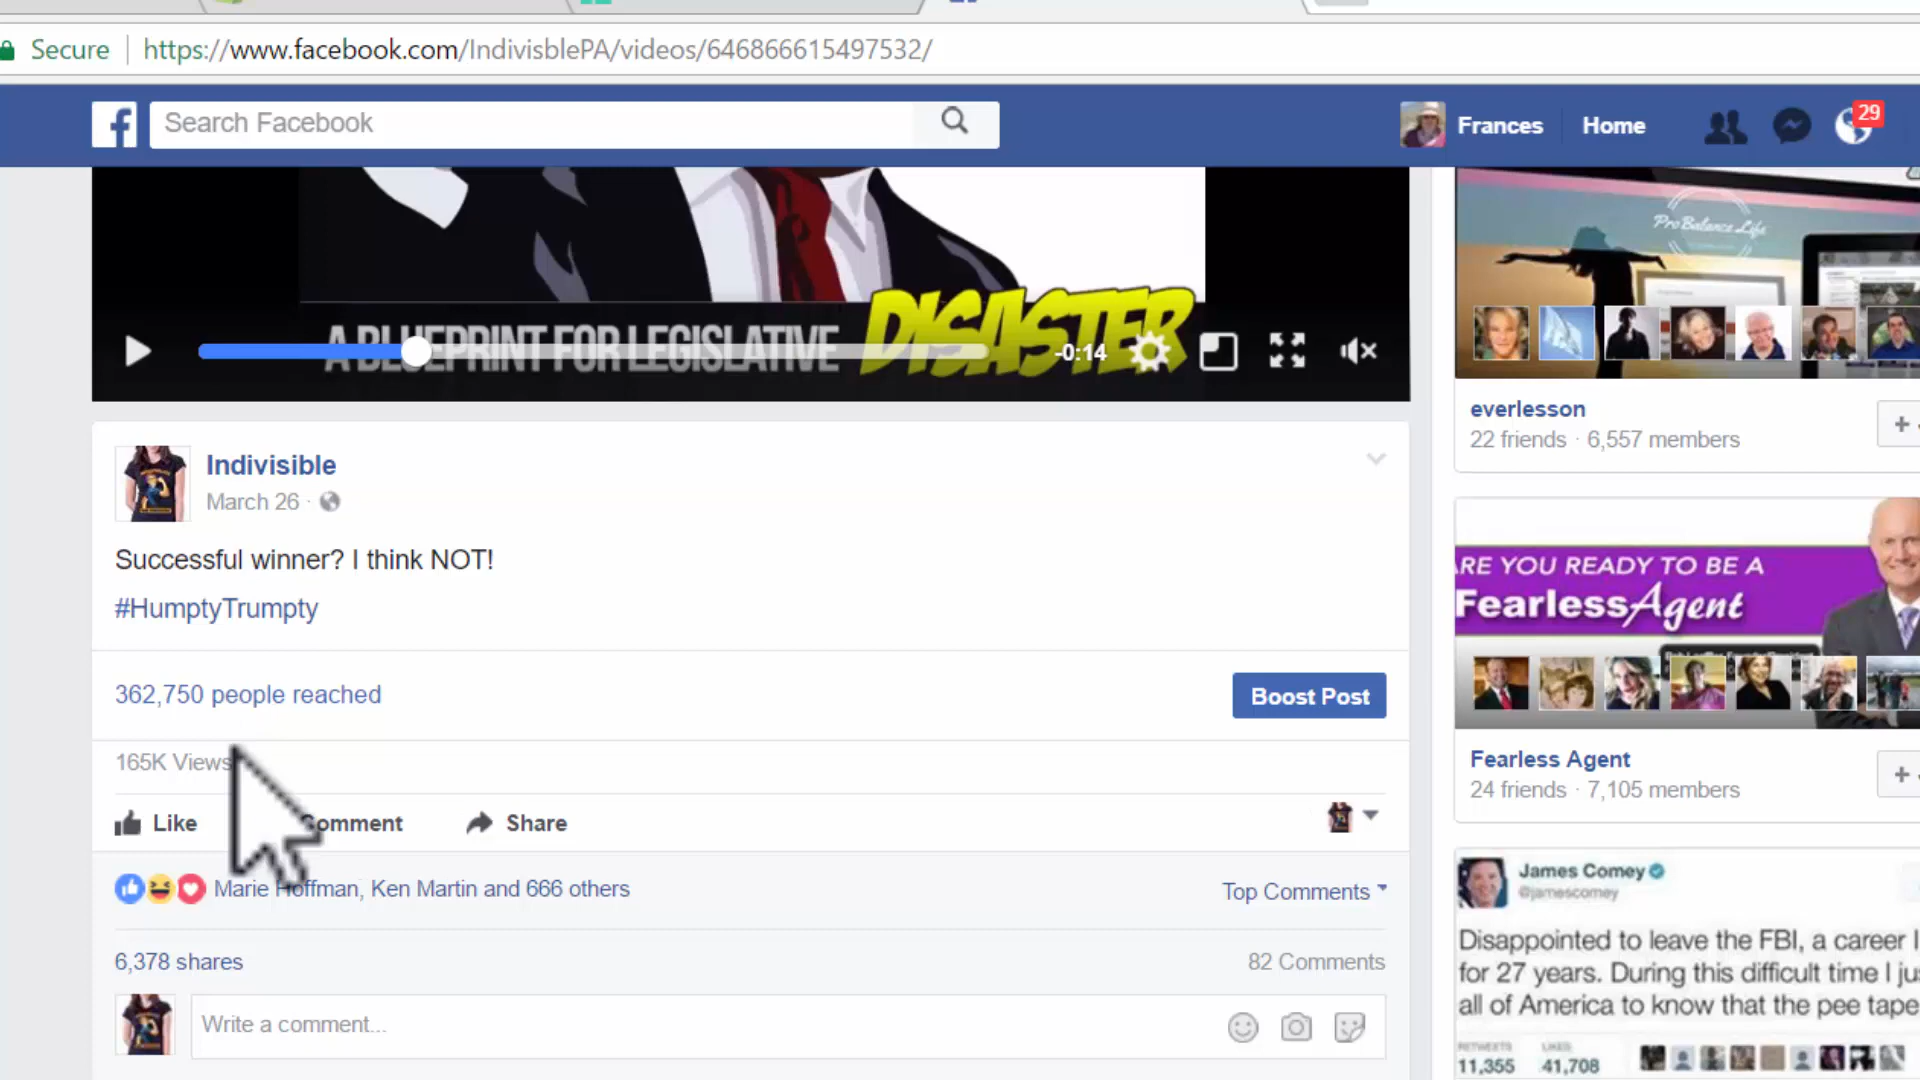 Secure https://www.facebook.com/IndivisblePA/videos/646866615497532/
Search Facebook
Frances Home 29
ProBalance.Life
A BLUEPRINT FOR LEGISLATIVE DISASTER
-0:14
everlesson
22 friends · 6,557 members
Indivisible
March 26 ·
Successful winner? I think NOT!
#HumptyTrumpty
362,750 people reached
Boost Post
165K Views
Like Comment Share
Marie Hoffman, Ken Martin and 666 others
Top Comments
6,378 shares
82 Comments
Write a comment...
ARE YOU READY TO BE A
FearlessAgent
Fearless Agent
24 friends · 7,105 members
James Comey
@jamescomey
Disappointed to leave the FBI, a career I
for 27 years. During this difficult time I ju
all of America to know that the pee tape
RETWEETS LIKES
11,355 41,708